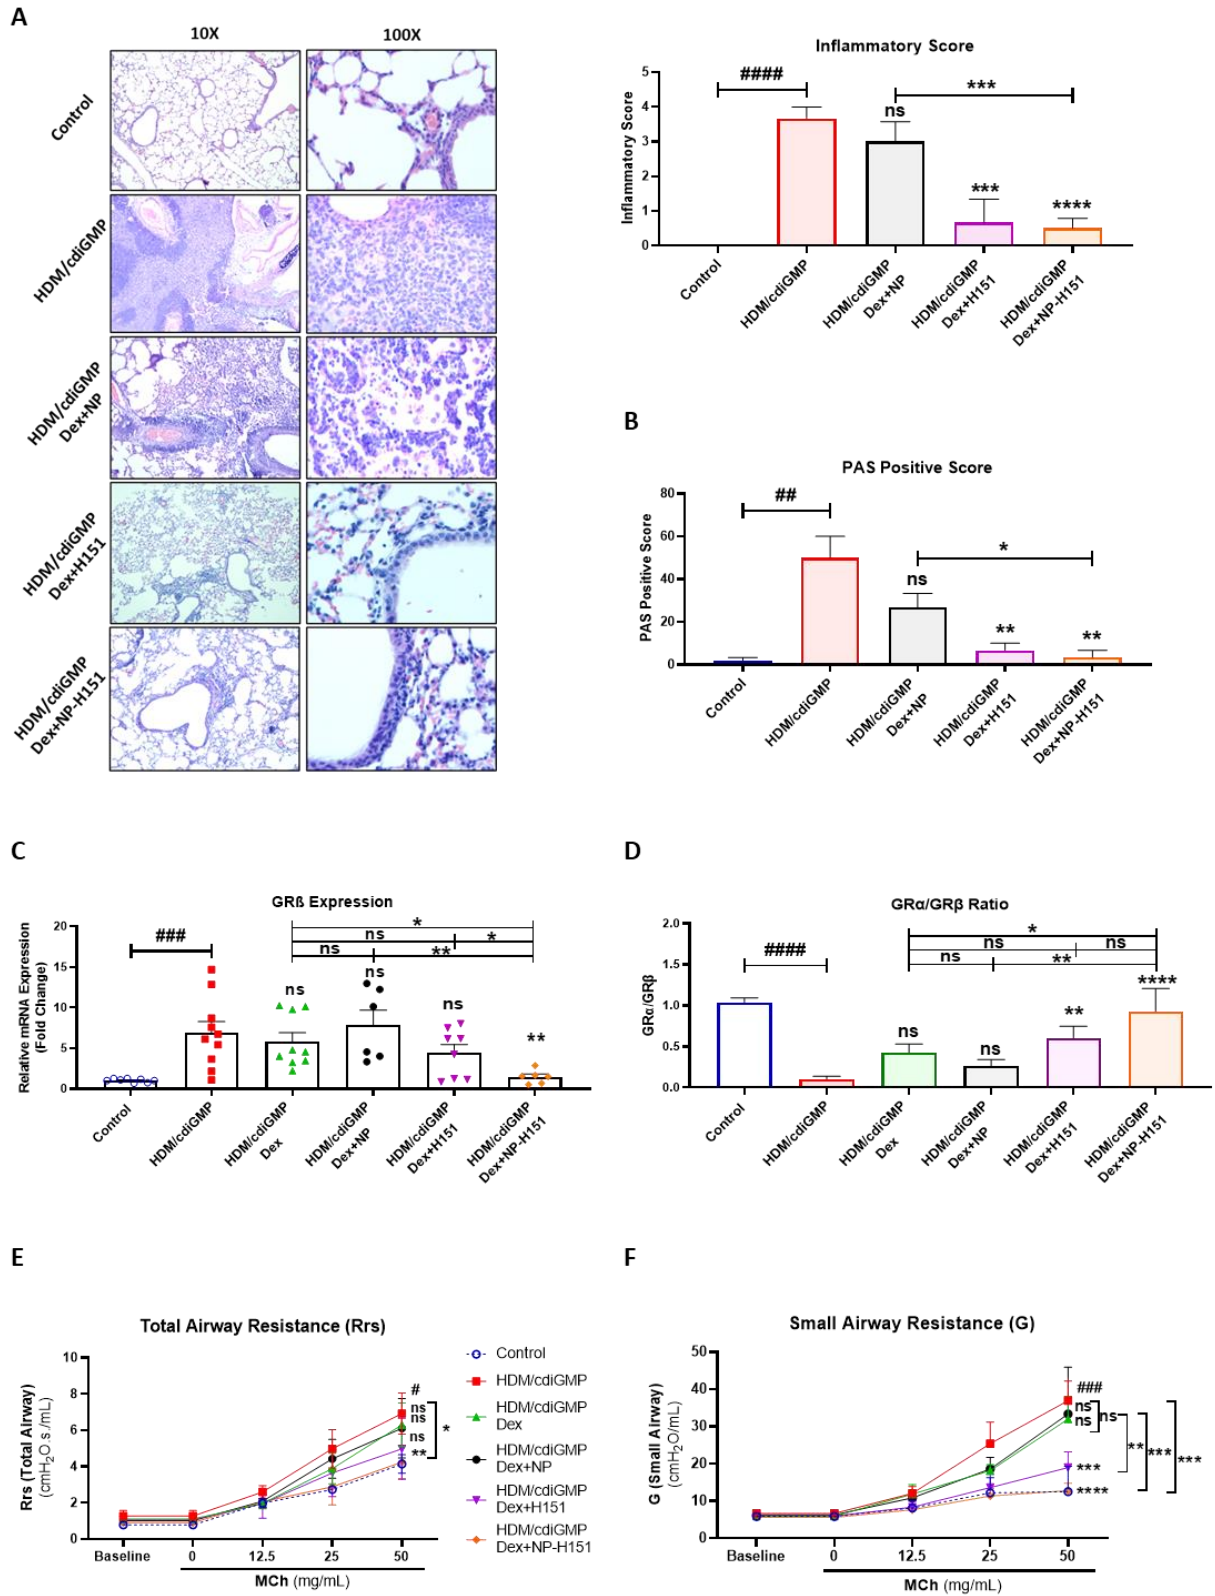 A
10X
100X
Control
HDM/cdiGMP
HDM/cdiGMP
Dex+NP
HDM/cdiGMP
Dex+H151
HDM/cdiGMP
Dex+NP-H151
Inflammatory Score
Inflammatory Score
5
4
3
2
1
0
####
***
ns
***
****
Control
HDM/cdiGMP
HDM/cdiGMP
Dex+NP
HDM/cdiGMP
Dex+H151
HDM/cdiGMP
Dex+NP-H151
B
PAS Positive Score
PAS Positive Score
80
60
40
20
0
##
*
ns
**
**
Control
HDM/cdiGMP
HDM/cdiGMP
Dex+NP
HDM/cdiGMP
Dex+H151
HDM/cdiGMP
Dex+NP-H151
C
GRß Expression
Relative mRNA Expression
(Fold Change)
20
15
10
5
0
###
*
ns
*
ns
**
ns
ns
ns
**
Control
HDM/cdiGMP
HDM/cdiGMP
Dex
HDM/cdiGMP
Dex+NP
HDM/cdiGMP
Dex+H151
HDM/cdiGMP
Dex+NP-H151
D
GRα/GRβ Ratio
GRα/GRβ
2.0
1.5
1.0
0.5
0.0
####
*
ns
ns
ns
**
ns
ns
**
****
Control
HDM/cdiGMP
HDM/cdiGMP
Dex
HDM/cdiGMP
Dex+NP
HDM/cdiGMP
Dex+H151
HDM/cdiGMP
Dex+NP-H151
E
Total Airway Resistance (Rrs)
Rrs (Total Airway)
(cmH₂O.s./mL)
10
8
6
4
2
0
#
ns
ns
ns
**
*
Baseline
0
12.5
25
50
MCh (mg/mL)
Control
HDM/cdiGMP
HDM/cdiGMP
Dex
HDM/cdiGMP
Dex+NP
HDM/cdiGMP
Dex+H151
HDM/cdiGMP
Dex+NP-H151
F
Small Airway Resistance (G)
G (Small Airway)
(cmH₂O/mL)
50
40
30
20
10
0
###
ns
ns
ns
**
***
***
***
****
Baseline
0
12.5
25
50
MCh (mg/mL)